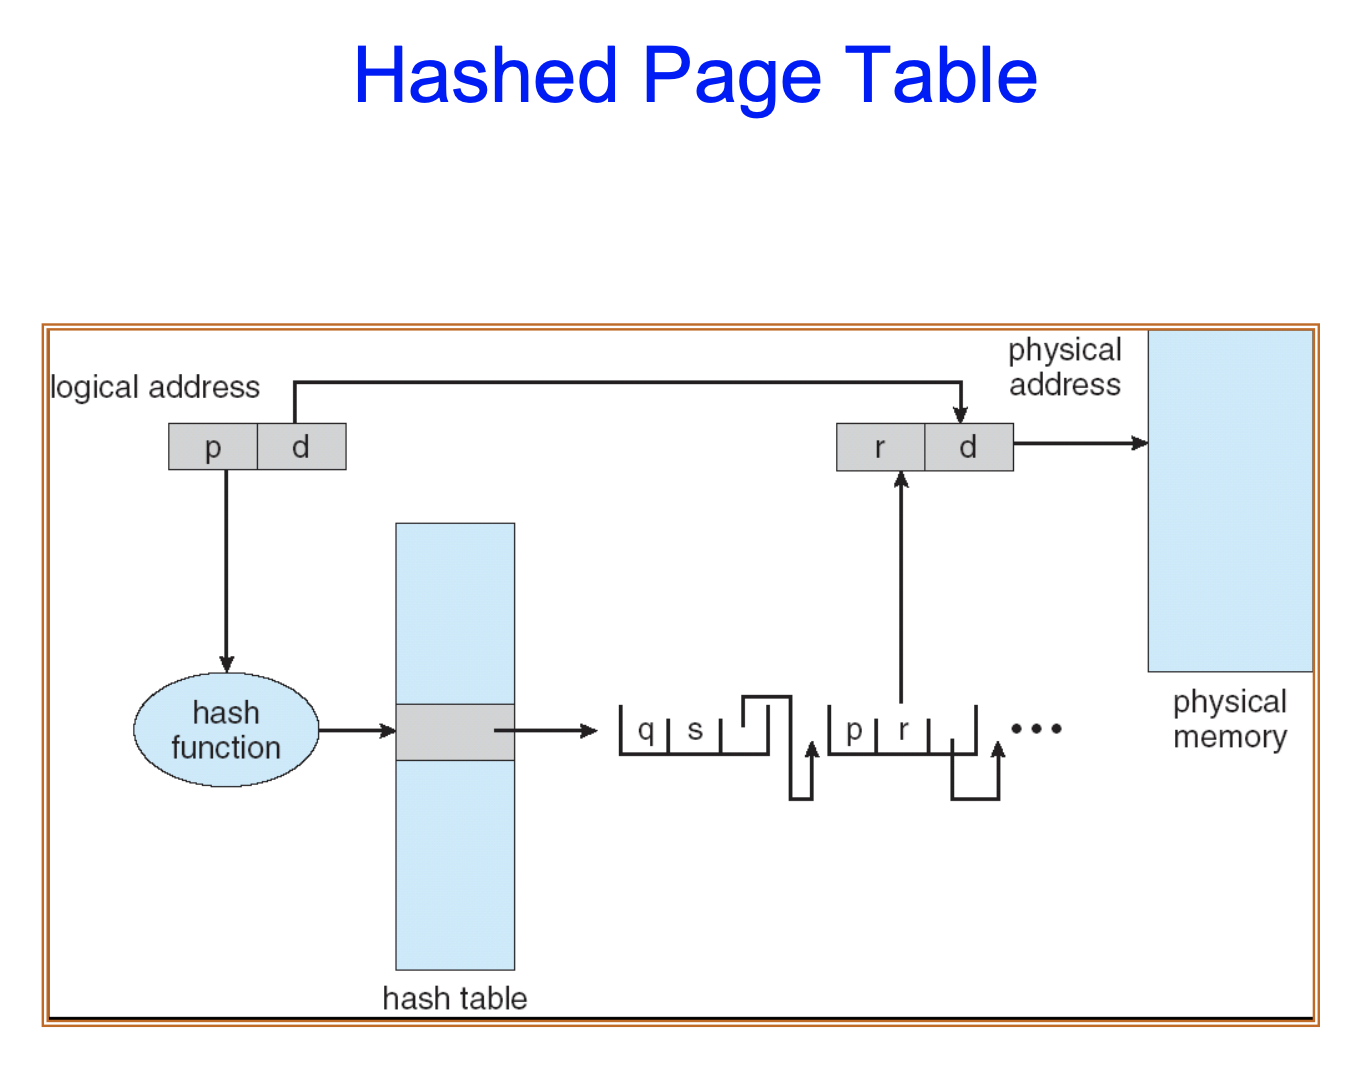 Hashed Page Table
logical address
physical
address
p d
r d
hash
function
q s
p r
•••
physical
memory
hash table